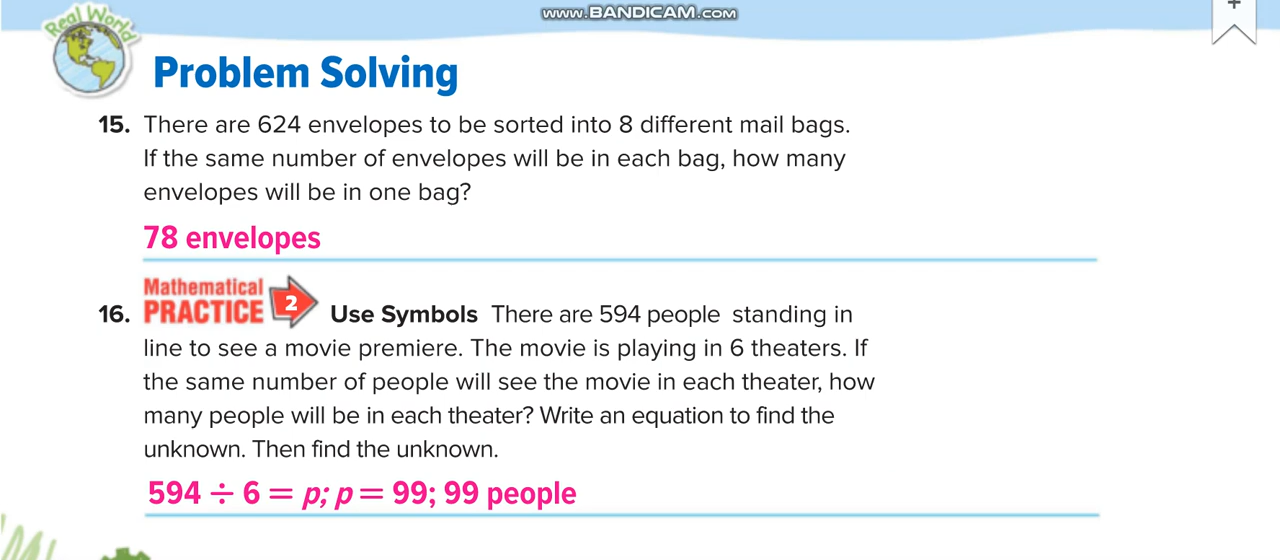 www.BANDICAM.com
Real World!
Problem Solving
15. There are 624 envelopes to be sorted into 8 different mail bags.
If the same number of envelopes will be in each bag, how many
envelopes will be in one bag?
78 envelopes
Mathematical
16. PRACTICE 2 Use Symbols There are 594 people standing in
line to see a movie premiere. The movie is playing in 6 theaters. If
the same number of people will see the movie in each theater, how
many people will be in each theater? Write an equation to find the
unknown. Then find the unknown.
594 ÷ 6 = p; p = 99; 99 people